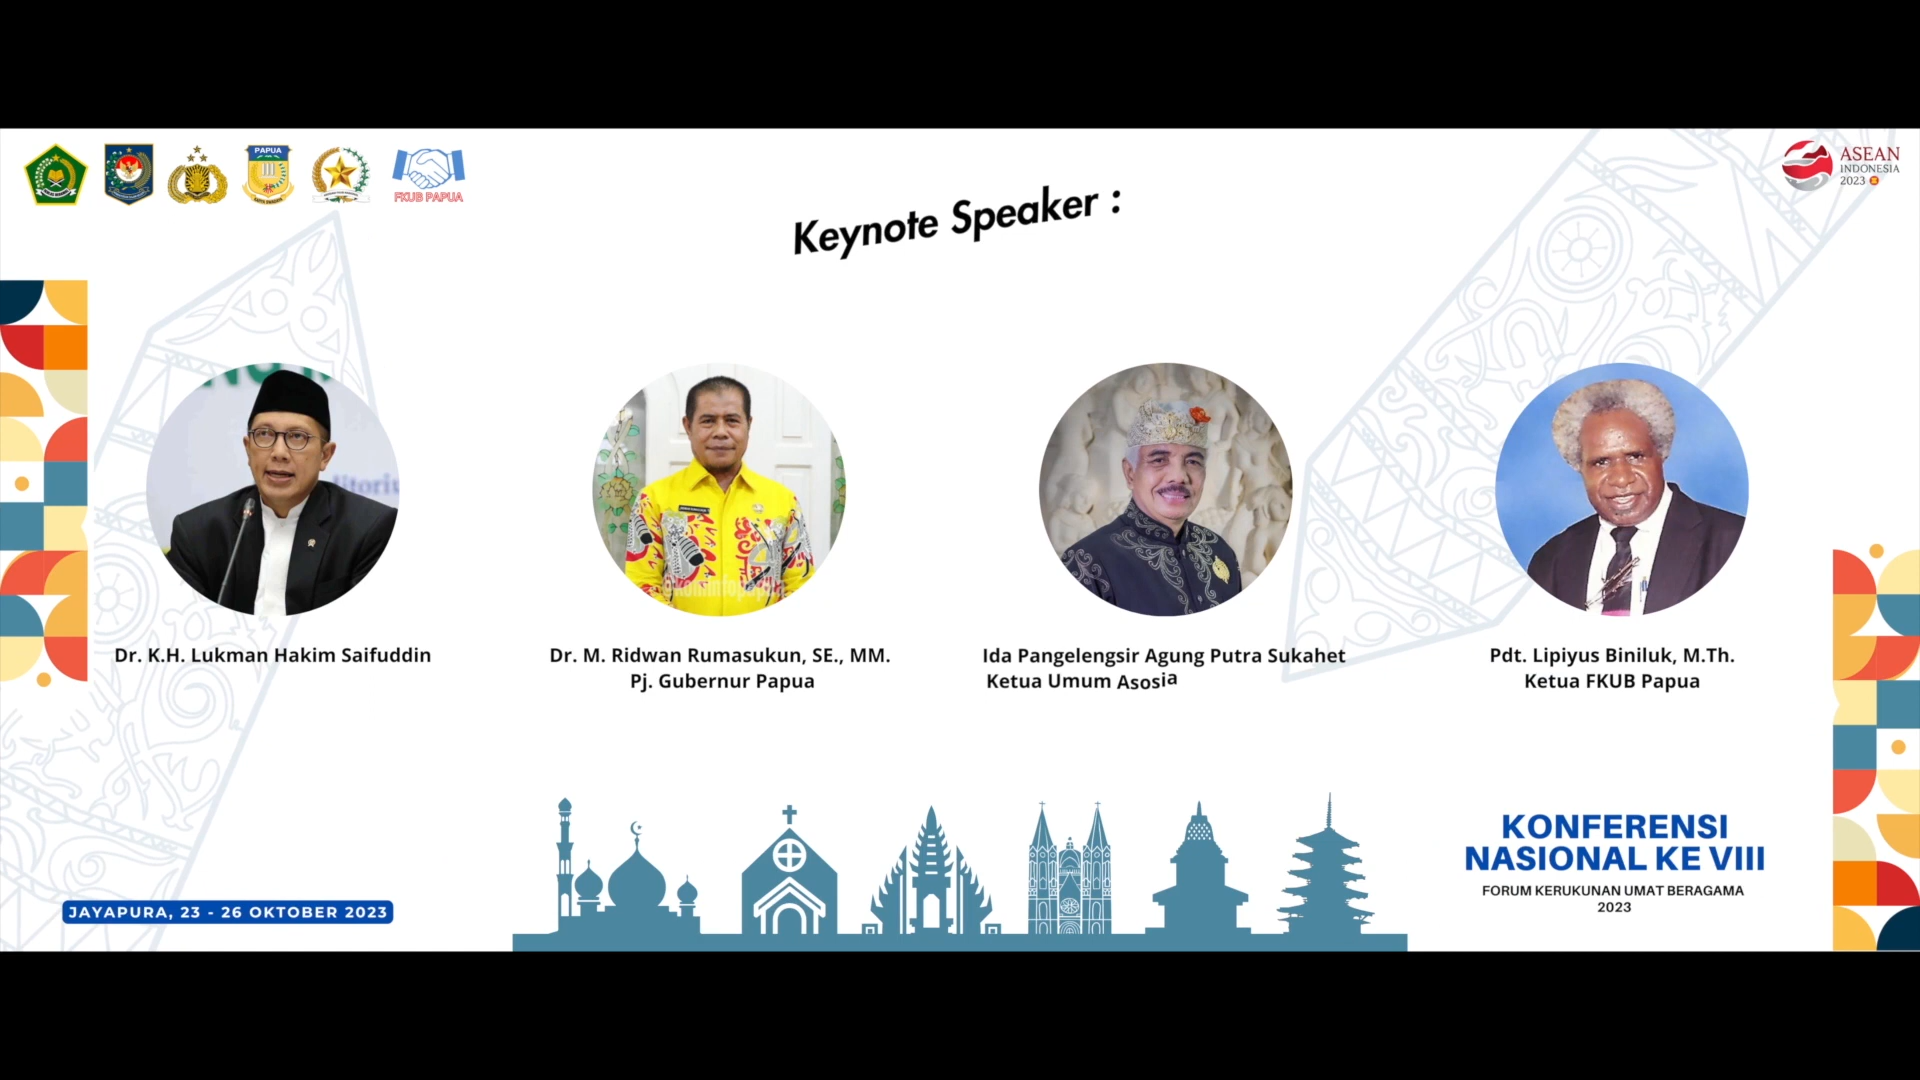 PAPUA
FKUB PAPUA
ASEAN
INDONESIA
2023
Keynote Speaker :
Dr. K.H. Lukman Hakim Saifuddin
Dr. M. Ridwan Rumasukun, SE., MM.
Pj. Gubernur Papua
Ida Pangelengsir Agung Putra Sukahet
Ketua Umum Asosia
Pdt. Lipiyus Biniluk, M.Th.
Ketua FKUB Papua
JAYAPURA, 23 - 26 OKTOBER 2023
KONFERENSI
NASIONAL KE VIII
FORUM KERUKUNAN UMAT BERAGAMA
2023